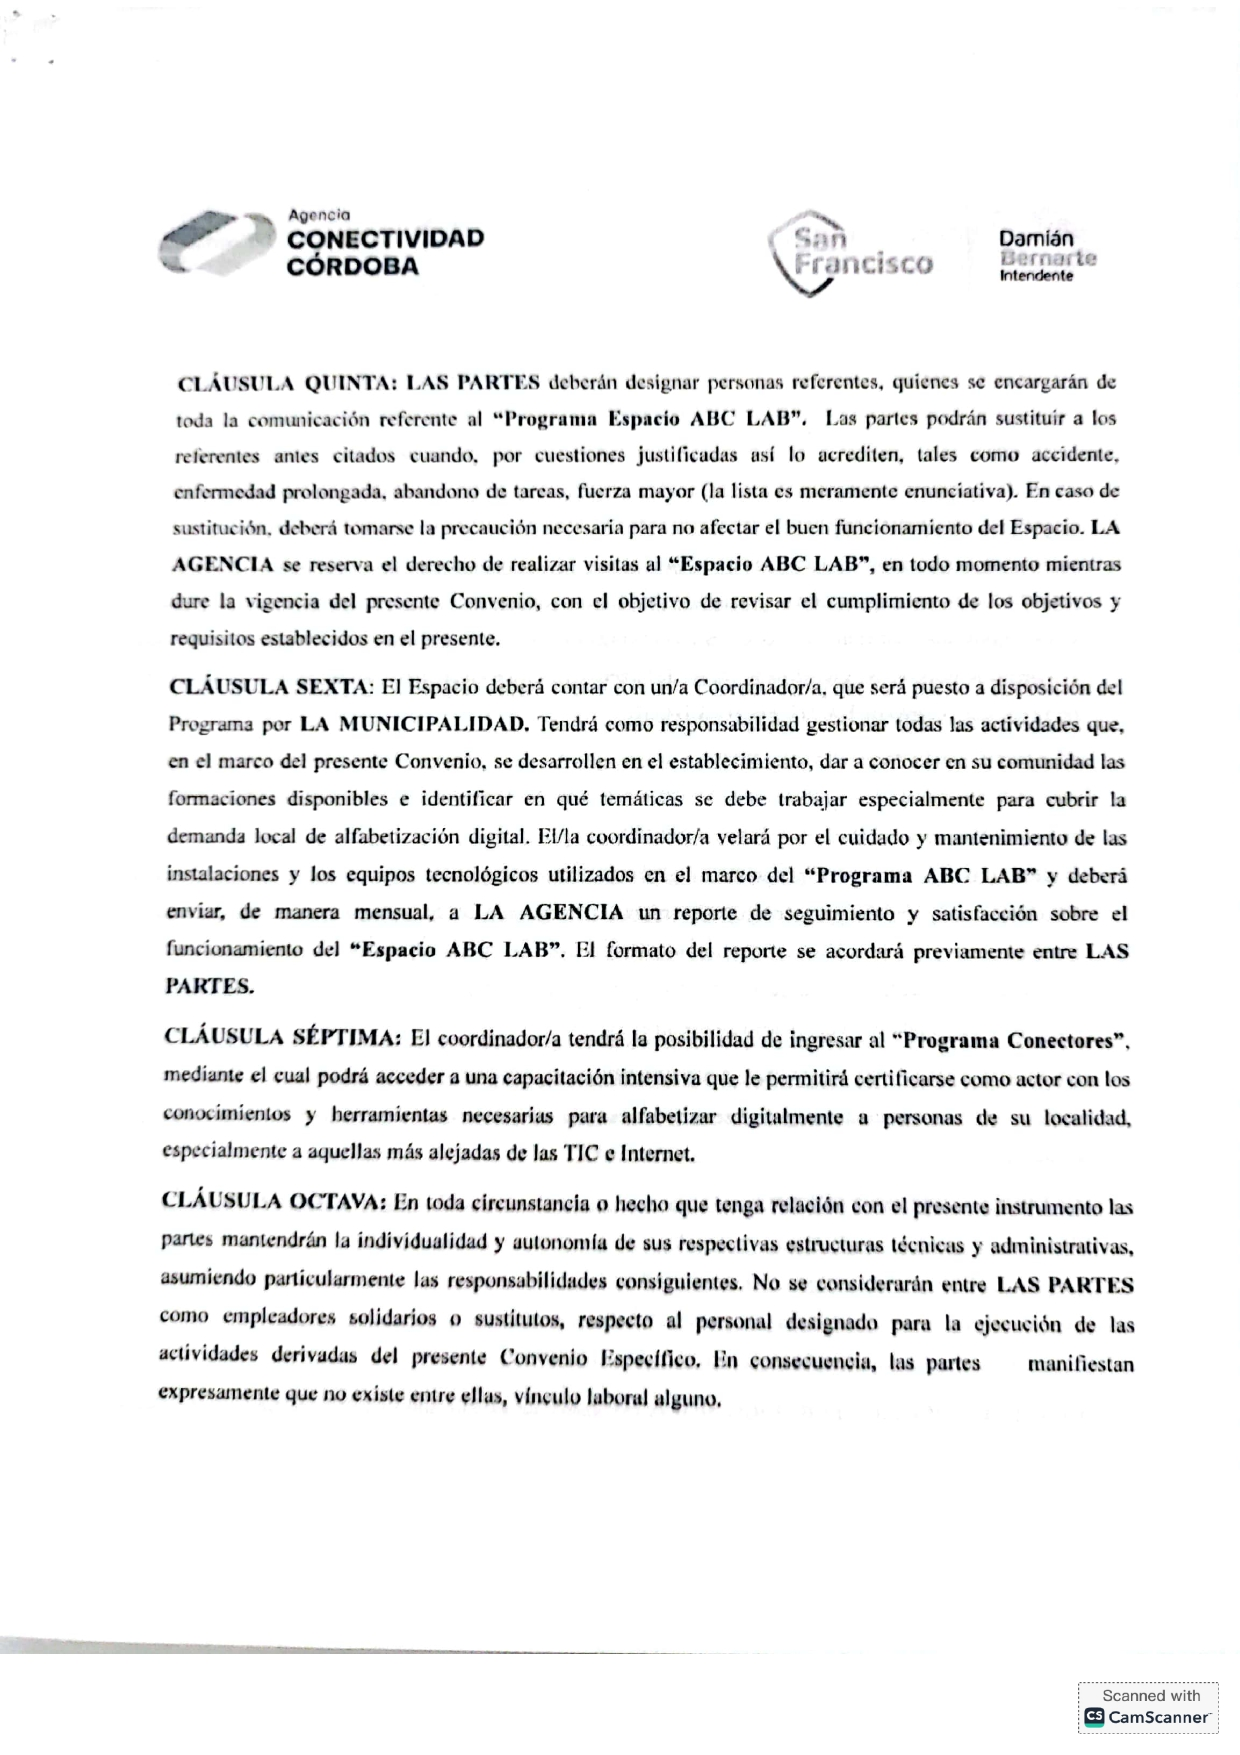 Agencia
CONECTIVIDAD
CÓRDOBA
San
Francisco
Damián
Bernarte
Intendente
CLÁUSULA QUINTA: LAS PARTES deberán designar personas referentes, quienes se encargarán de
toda la comunicación referente al “Programa Espacio ABC LAB”. Las partes podrán sustituir a los
referentes antes citados cuando, por cuestiones justificadas así lo acrediten, tales como accidente,
enfermedad prolongada, abandono de tareas, fuerza mayor (la lista es meramente enunciativa). En caso de
sustitución, deberá tomarse la precaución necesaria para no afectar el buen funcionamiento del Espacio. LA
AGENCIA se reserva el derecho de realizar visitas al “Espacio ABC LAB”, en todo momento mientras
dure la vigencia del presente Convenio, con el objetivo de revisar el cumplimiento de los objetivos y
requisitos establecidos en el presente.
CLÁUSULA SEXTA: El Espacio deberá contar con un/a Coordinador/a, que será puesto a disposición del
Programa por LA MUNICIPALIDAD. Tendrá como responsabilidad gestionar todas las actividades que,
en el marco del presente Convenio, se desarrollen en el establecimiento, dar a conocer en su comunidad las
formaciones disponibles e identificar en qué temáticas se debe trabajar especialmente para cubrir la
demanda local de alfabetización digital. El/la coordinador/a velará por el cuidado y mantenimiento de las
instalaciones y los equipos tecnológicos utilizados en el marco del “Programa ABC LAB” y deberá
enviar, de manera mensual, a LA AGENCIA un reporte de seguimiento y satisfacción sobre el
funcionamiento del “Espacio ABC LAB”. El formato del reporte se acordará previamente entre LAS
PARTES.
CLÁUSULA SÉPTIMA: El coordinador/a tendrá la posibilidad de ingresar al “Programa Conectores”,
mediante el cual podrá acceder a una capacitación intensiva que le permitirá certificarse como actor con los
conocimientos y herramientas necesarias para alfabetizar digitalmente a personas de su localidad,
especialmente a aquellas más alejadas de las TIC e Internet.
CLÁUSULA OCTAVA: En toda circunstancia o hecho que tenga relación con el presente instrumento las
partes mantendrán la individualidad y autonomía de sus respectivas estructuras técnicas y administrativas,
asumiendo particularmente las responsabilidades consiguientes. No se considerarán entre LAS PARTES
como empleadores solidarios o sustitutos, respecto al personal designado para la ejecución de las
actividades derivadas del presente Convenio Específico. En consecuencia, las partes manifiestan
expresamente que no existe entre ellas, vínculo laboral alguno.
Scanned with
CS CamScanner